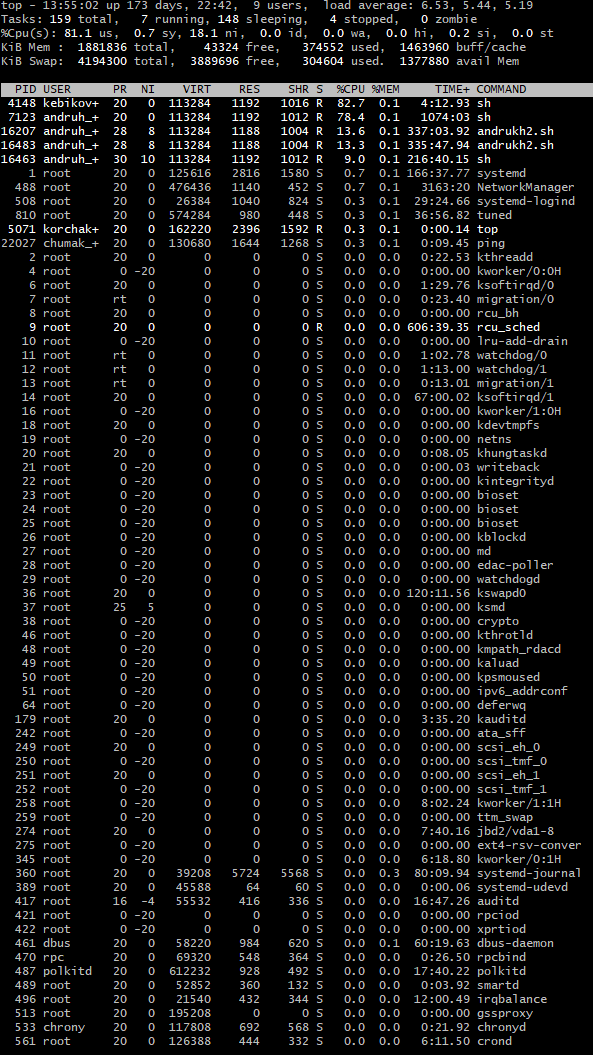 top - 13:55:02 up 173 days, 22:42,  9 users,  load average: 6.53, 5.44, 5.19
Tasks: 159 total,   7 running, 148 sleeping,   4 stopped,   0 zombie
%Cpu(s): 81.1 us,  0.7 sy, 18.1 ni,  0.0 id,  0.0 wa,  0.0 hi,  0.2 si,  0.0 st
KiB Mem :  1881836 total,    43324 free,   374552 used,  1463960 buff/cache
KiB Swap:  4194300 total,  3889696 free,   304604 used.  1377880 avail Mem
PID USER PR NI VIRT RES SHR S %CPU %MEM TIME+ COMMAND
4148 kebikov+ 20 0 113284 1192 1016 R 82.7 0.1 4:12.93 sh
7123 andruh_+ 20 0 113284 1192 1012 R 78.4 0.1 1074:03 sh
16207 andruh_+ 28 8 113284 1188 1004 R 13.6 0.1 337:03.92 andrukh2.sh
16483 andruh_+ 28 8 113284 1188 1004 R 13.3 0.1 335:47.94 andrukh2.sh
16463 andruh_+ 30 10 113284 1192 1012 R 9.0 0.1 216:40.15 sh
1 root 20 0 125616 2816 1580 S 0.7 0.1 166:37.77 systemd
488 root 20 0 476436 1140 452 S 0.7 0.1 3163:20 NetworkManager
508 root 20 0 26384 1040 824 S 0.3 0.1 29:24.66 systemd-logind
810 root 20 0 574284 980 448 S 0.3 0.1 36:56.82 tuned
5071 korchak+ 20 0 162220 2396 1592 R 0.3 0.1 0:00.14 top
22027 chumak_+ 20 0 130680 1644 1268 S 0.3 0.1 0:09.45 ping
2 root 20 0 0 0 0 S 0.0 0.0 0:22.53 kthreadd
4 root 0 -20 0 0 0 S 0.0 0.0 0:00.00 kworker/0:0H
6 root 20 0 0 0 0 S 0.0 0.0 1:29.76 ksoftirqd/0
7 root rt 0 0 0 0 S 0.0 0.0 0:23.40 migration/0
8 root 20 0 0 0 0 S 0.0 0.0 0:00.00 rcu_bh
9 root 20 0 0 0 0 R 0.0 0.0 606:39.35 rcu_sched
10 root 0 -20 0 0 0 S 0.0 0.0 0:00.00 lru-add-drain
11 root rt 0 0 0 0 S 0.0 0.0 1:02.78 watchdog/0
12 root rt 0 0 0 0 S 0.0 0.0 1:13.00 watchdog/1
13 root rt 0 0 0 0 S 0.0 0.0 0:13.01 migration/1
14 root 20 0 0 0 0 S 0.0 0.0 67:00.02 ksoftirqd/1
16 root 0 -20 0 0 0 S 0.0 0.0 0:00.00 kworker/1:0H
18 root 20 0 0 0 0 S 0.0 0.0 0:00.00 kdevtmpfs
19 root 0 -20 0 0 0 S 0.0 0.0 0:00.00 netns
20 root 20 0 0 0 0 S 0.0 0.0 0:08.05 khungtaskd
21 root 0 -20 0 0 0 S 0.0 0.0 0:00.03 writeback
22 root 0 -20 0 0 0 S 0.0 0.0 0:00.00 kintegrityd
23 root 0 -20 0 0 0 S 0.0 0.0 0:00.00 bioset
24 root 0 -20 0 0 0 S 0.0 0.0 0:00.00 bioset
25 root 0 -20 0 0 0 S 0.0 0.0 0:00.00 bioset
26 root 0 -20 0 0 0 S 0.0 0.0 0:00.00 kblockd
27 root 0 -20 0 0 0 S 0.0 0.0 0:00.00 md
28 root 0 -20 0 0 0 S 0.0 0.0 0:00.00 edac-poller
29 root 0 -20 0 0 0 S 0.0 0.0 0:00.00 watchdogd
36 root 20 0 0 0 0 S 0.0 0.0 120:11.56 kswapd0
37 root 25 5 0 0 0 S 0.0 0.0 0:00.00 ksmd
38 root 0 -20 0 0 0 S 0.0 0.0 0:00.00 crypto
46 root 0 -20 0 0 0 S 0.0 0.0 0:00.00 kthrotld
48 root 0 -20 0 0 0 S 0.0 0.0 0:00.00 kmpath_rdacd
49 root 0 -20 0 0 0 S 0.0 0.0 0:00.00 kaluad
50 root 0 -20 0 0 0 S 0.0 0.0 0:00.00 kpsmoused
51 root 0 -20 0 0 0 S 0.0 0.0 0:00.00 ipv6_addrconf
64 root 0 -20 0 0 0 S 0.0 0.0 0:00.00 deferwq
179 root 20 0 0 0 0 S 0.0 0.0 3:35.20 kauditd
242 root 0 -20 0 0 0 S 0.0 0.0 0:00.00 ata_sff
249 root 20 0 0 0 0 S 0.0 0.0 0:00.00 scsi_eh_0
250 root 0 -20 0 0 0 S 0.0 0.0 0:00.00 scsi_tmf_0
251 root 20 0 0 0 0 S 0.0 0.0 0:00.00 scsi_eh_1
252 root 0 -20 0 0 0 S 0.0 0.0 0:00.00 scsi_tmf_1
258 root 0 -20 0 0 0 S 0.0 0.0 8:02.24 kworker/1:1H
259 root 0 -20 0 0 0 S 0.0 0.0 0:00.00 ttm_swap
274 root 20 0 0 0 0 S 0.0 0.0 7:40.16 jbd2/vda1-8
275 root 0 -20 0 0 0 S 0.0 0.0 0:00.00 ext4-rsv-conver
345 root 0 -20 0 0 0 S 0.0 0.0 6:18.80 kworker/0:1H
360 root 20 0 39208 5724 5568 S 0.0 0.3 80:09.94 systemd-journal
389 root 20 0 45588 64 60 S 0.0 0.0 0:00.06 systemd-udevd
417 root 16 -4 55532 416 336 S 0.0 0.0 16:47.26 auditd
421 root 0 -20 0 0 0 S 0.0 0.0 0:00.00 rpciod
422 root 0 -20 0 0 0 S 0.0 0.0 0:00.00 xprtiod
461 dbus 20 0 58220 984 620 S 0.0 0.1 60:19.63 dbus-daemon
470 rpc 20 0 69320 548 364 S 0.0 0.0 0:26.50 rpcbind
487 polkitd 20 0 612232 928 492 S 0.0 0.0 17:40.22 polkitd
489 root 20 0 52852 360 132 S 0.0 0.0 0:03.92 smartd
496 root 20 0 21540 432 344 S 0.0 0.0 12:00.49 irqbalance
513 root 20 0 195208 0 0 S 0.0 0.0 0:00.00 gssproxy
533 chrony 20 0 117808 692 568 S 0.0 0.0 0:21.92 chronyd
561 root 20 0 126388 444 332 S 0.0 0.0 6:11.50 crond